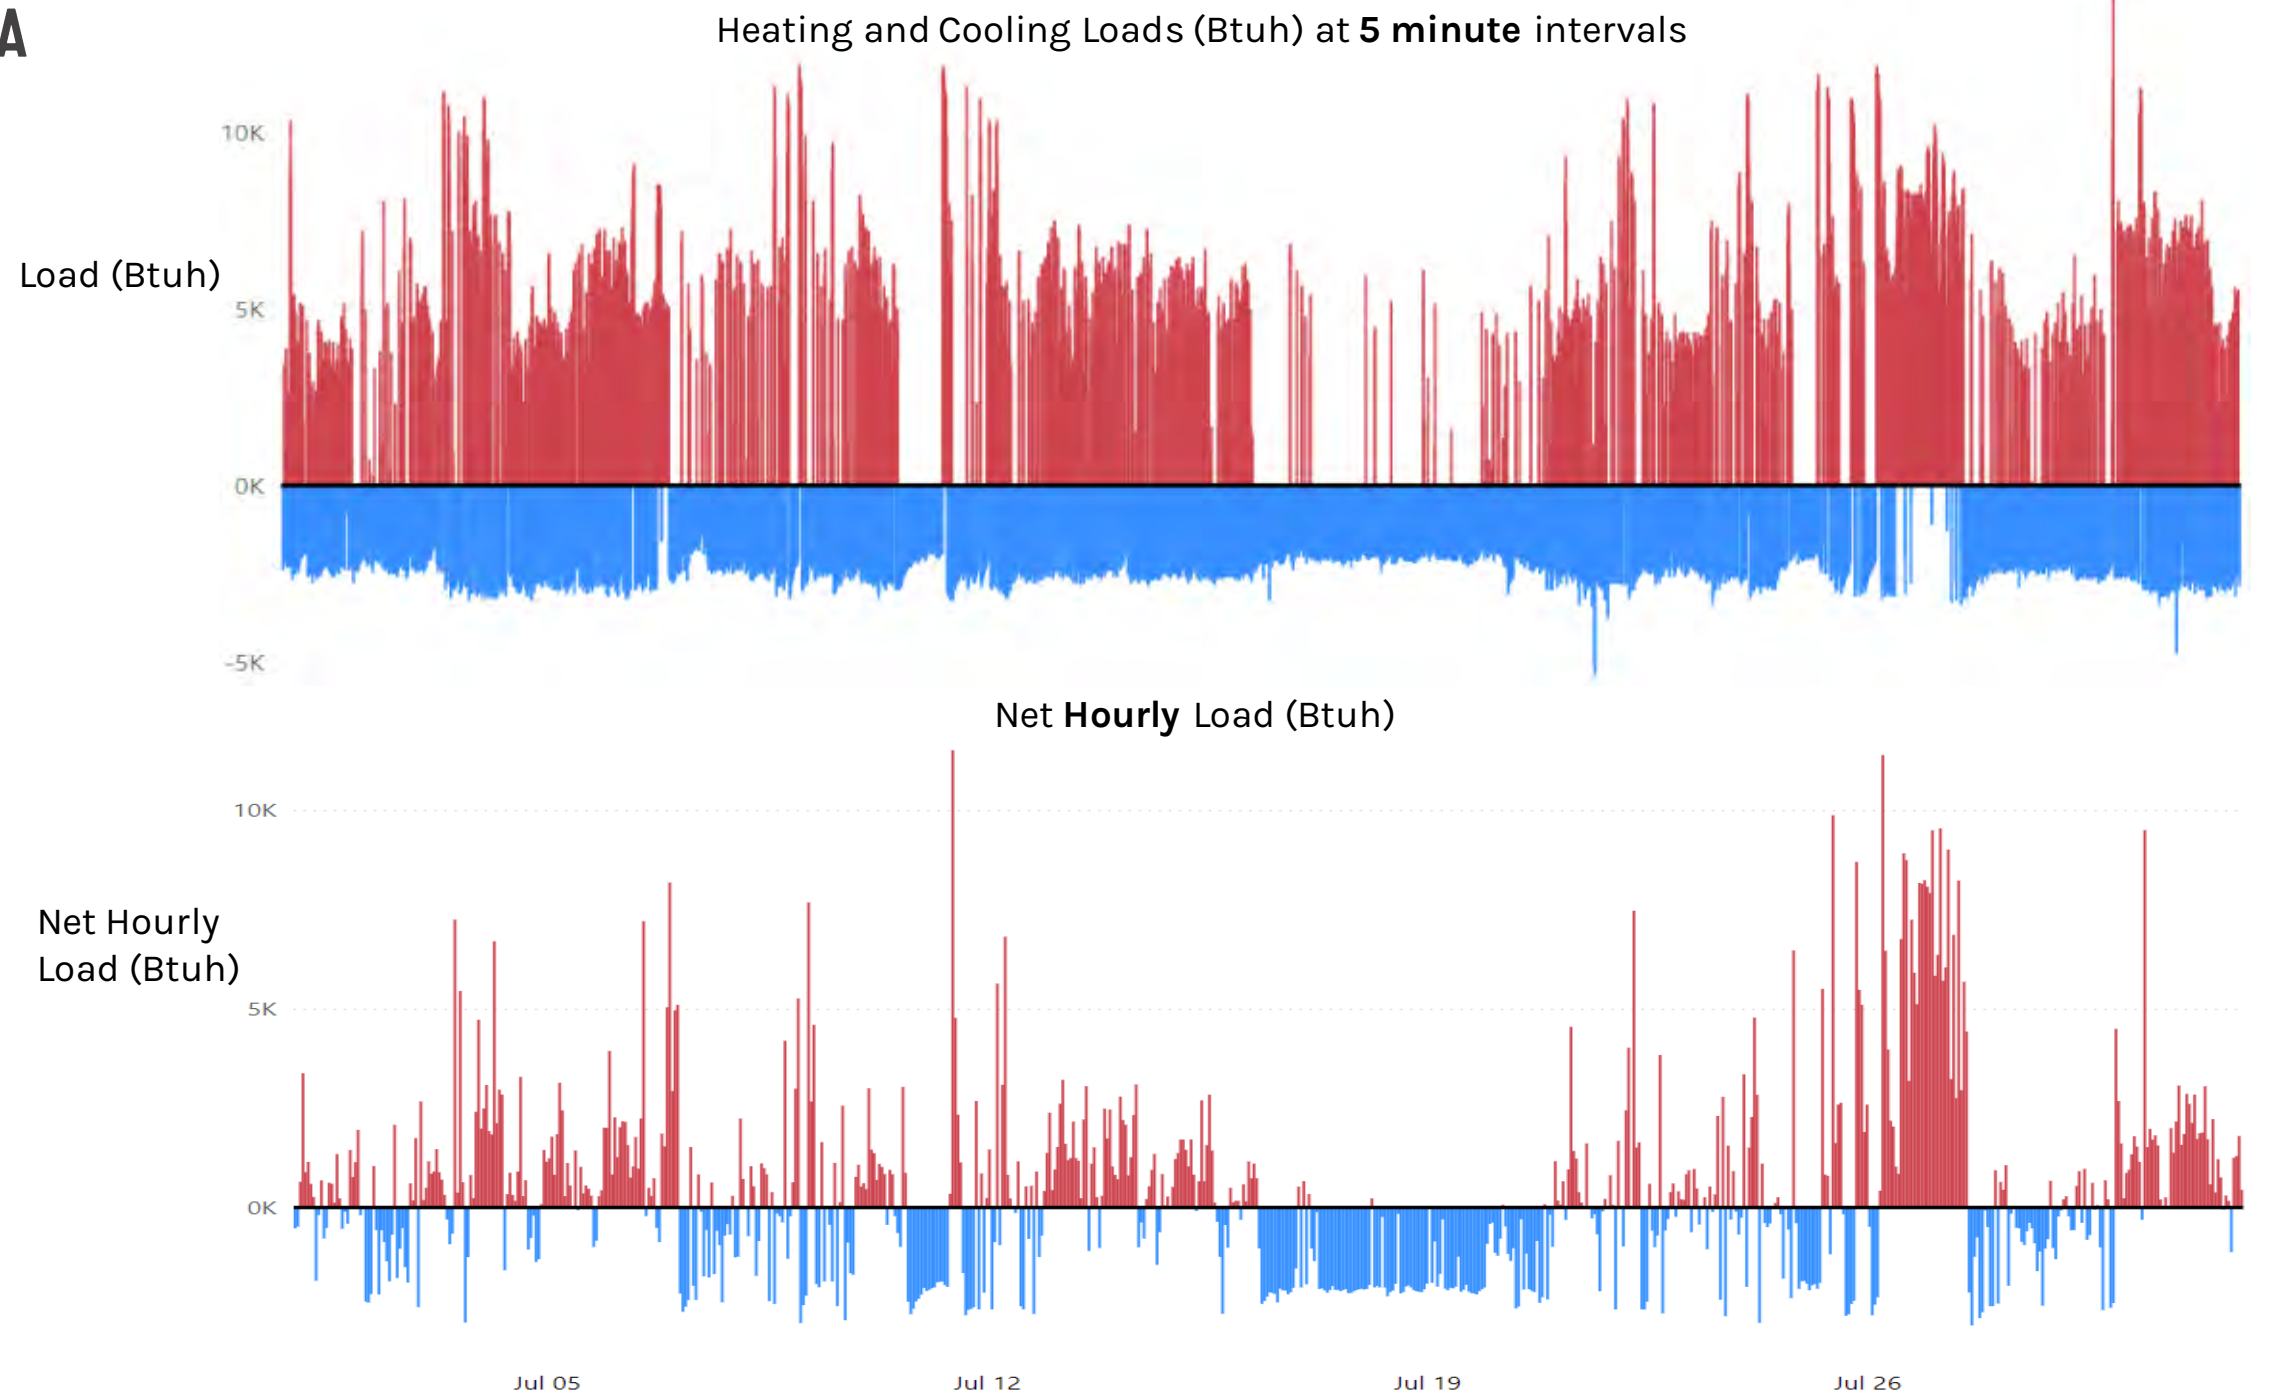 A
Heating and Cooling Loads (Btuh) at 5 minute intervals
10K
Load (Btuh)
5K
0K
-5K
Net Hourly Load (Btuh)
10K
Net Hourly
Load (Btuh)
5K
0K
Jul 05
Jul 12
Jul 19
Jul 26